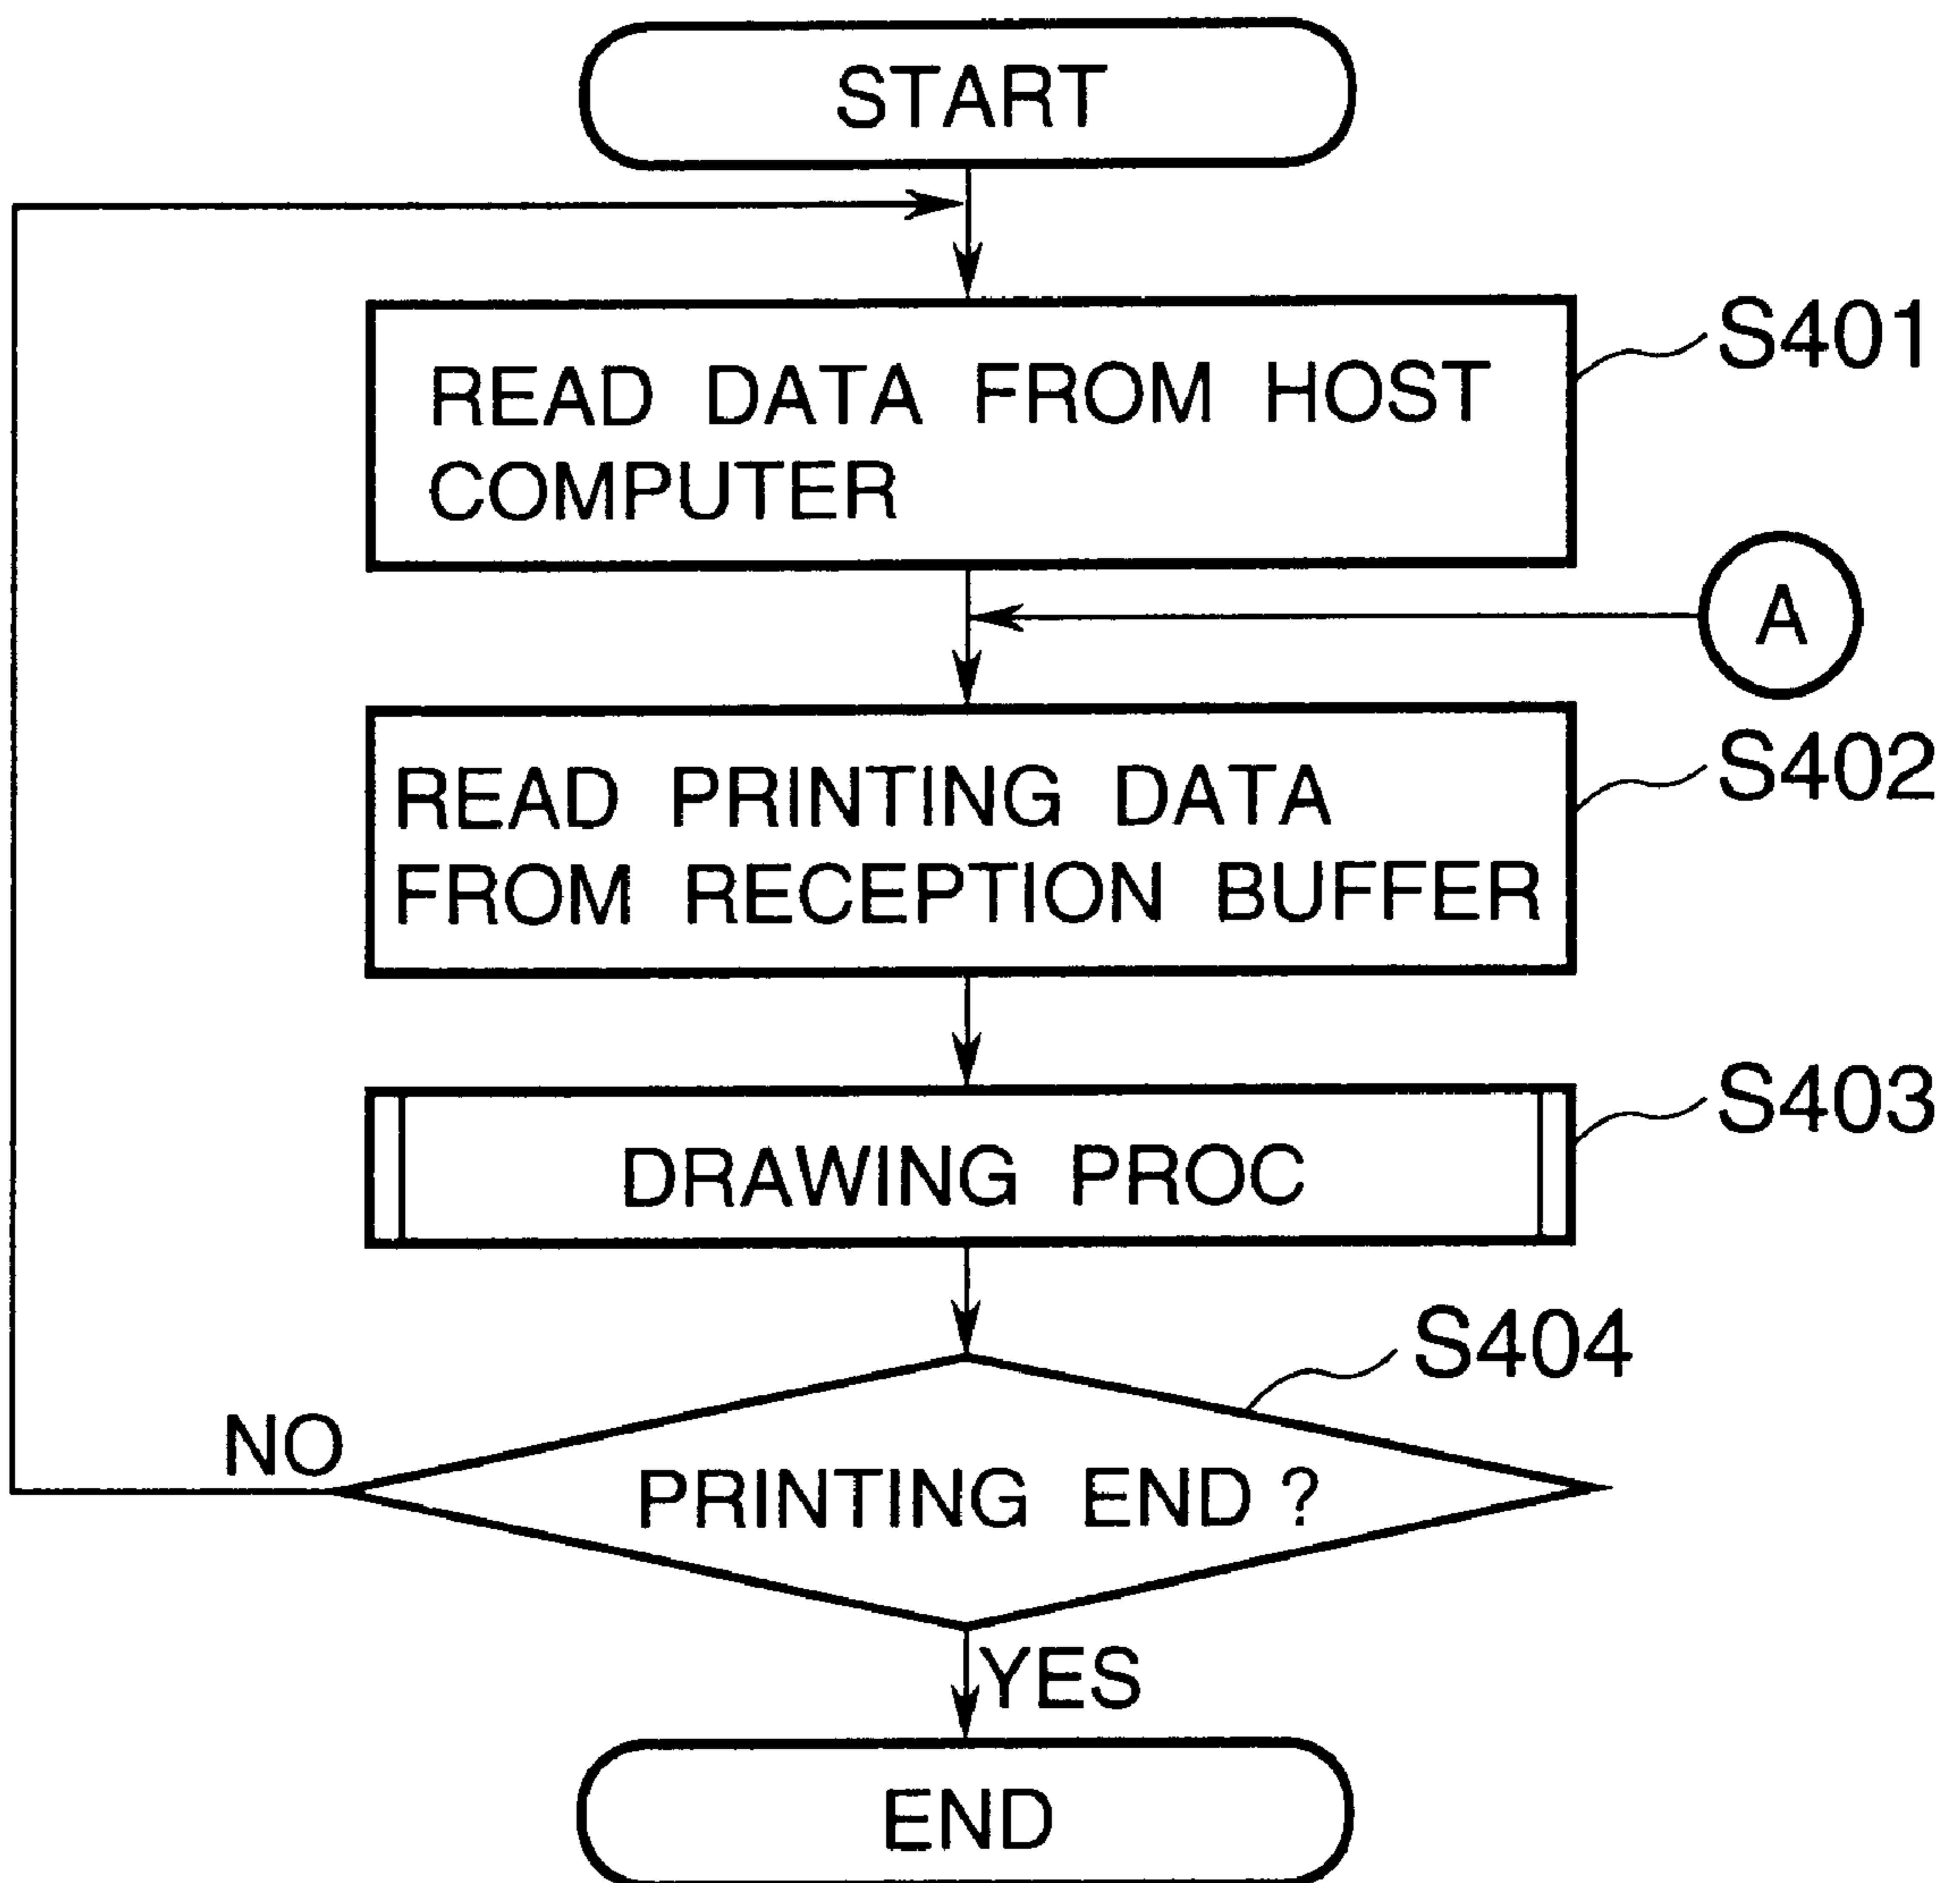 START
READ DATA FROM HOST
COMPUTER
S401
A
READ PRINTING DATA
FROM RECEPTION BUFFER
S402
DRAWING PROC
S403
S404
NO
PRINTING END ?
YES
END